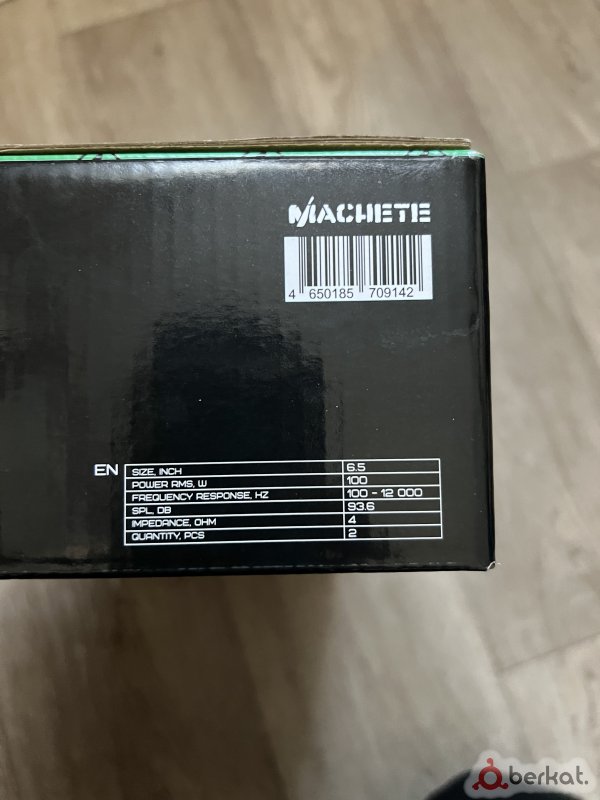 MACHETE
4 650185 709142
EN
SIZE, INCH 6.5
POWER RMS, W 100
FREQUENCY RESPONSE, HZ 100 - 12 000
SPL, DB 93.6
IMPEDANCE, OHM 4
QUANTITY, PCS 2
berkat.